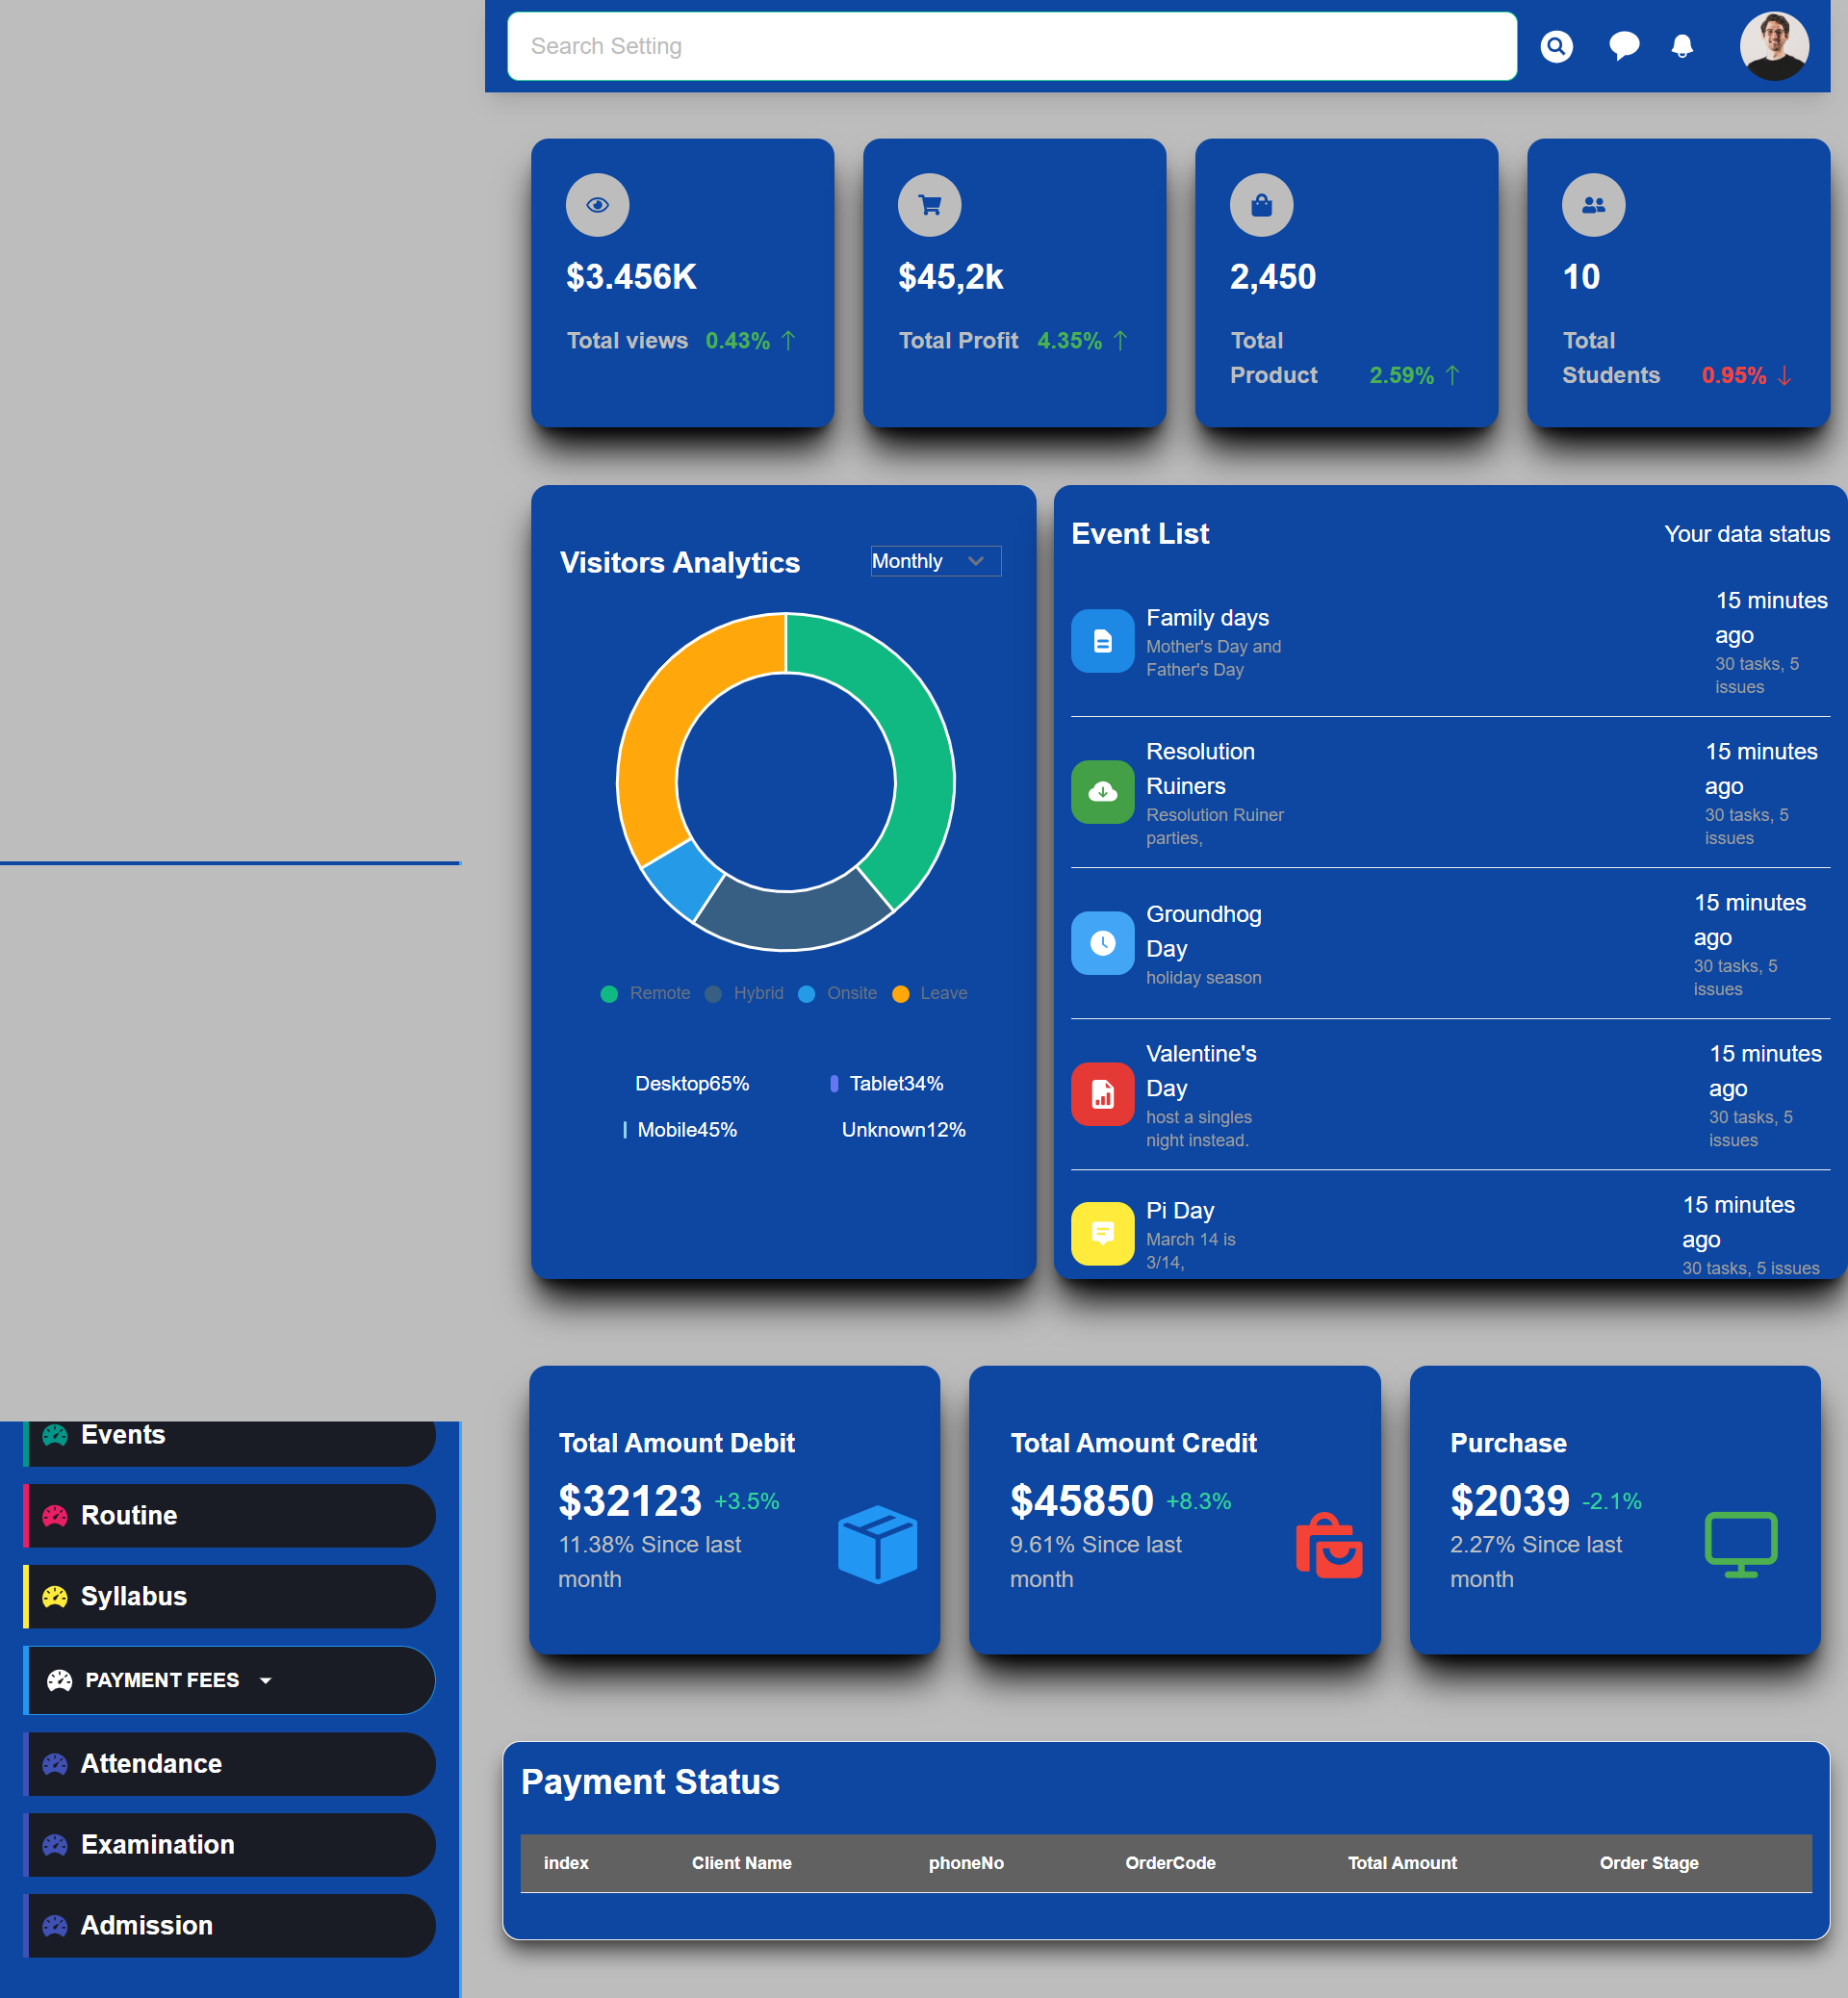 Search Setting
$3.456K
Total views 0.43%
$45,2k
Total Profit 4.35%
2,450
Total
Product 2.59%
10
Total
Students 0.95%
Visitors Analytics
Monthly
Remote Hybrid Onsite Leave
Desktop65%
Tablet34%
Mobile45%
Unknown12%
Event List
Your data status
Family days
Mother's Day and
Father's Day
15 minutes
ago
30 tasks, 5
issues
Resolution
Ruiners
Resolution Ruiner
parties,
15 minutes
ago
30 tasks, 5
issues
Groundhog
Day
holiday season
15 minutes
ago
30 tasks, 5
issues
Valentine's
Day
host a singles
night instead.
15 minutes
ago
30 tasks, 5
issues
Pi Day
March 14 is
3/14,
15 minutes
ago
30 tasks, 5 issues
Events
Routine
Syllabus
PAYMENT FEES
Attendance
Examination
Admission
Total Amount Debit
$32123 +3.5%
11.38% Since last
month
Total Amount Credit
$45850 +8.3%
9.61% Since last
month
Purchase
$2039 -2.1%
2.27% Since last
month
Payment Status
index Client Name phoneNo OrderCode Total Amount Order Stage